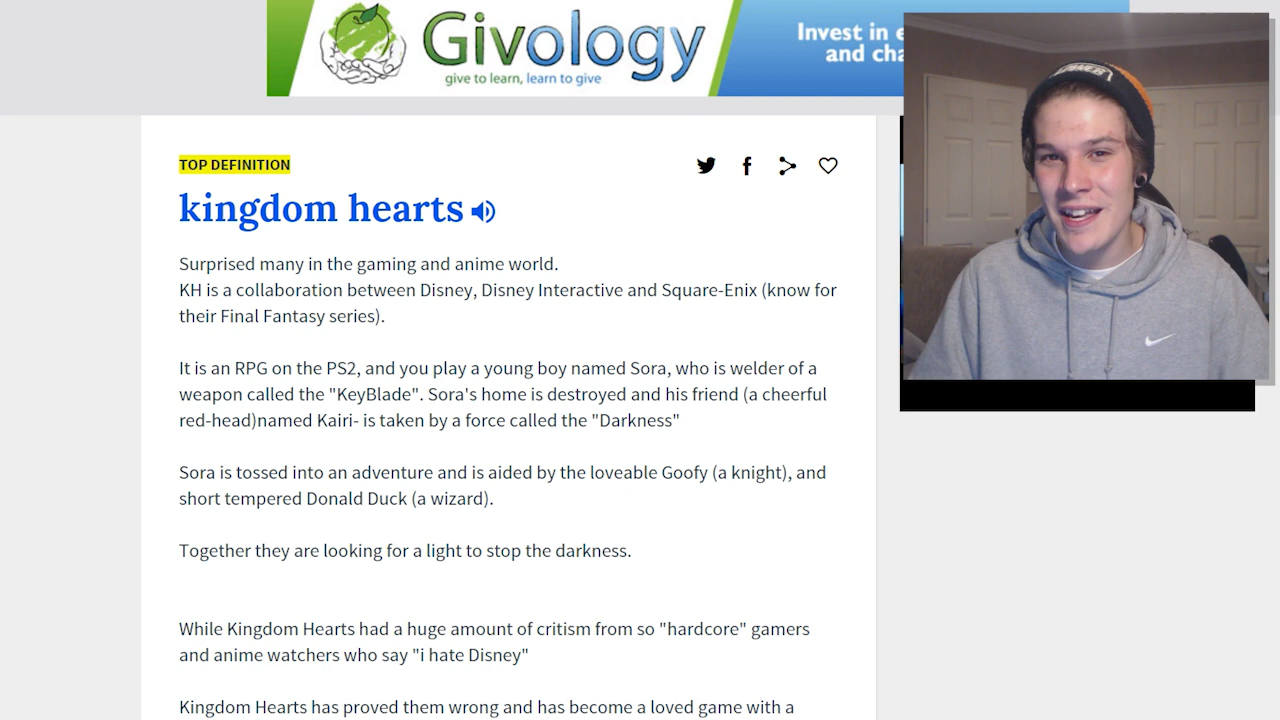 Givology
give to learn, learn to give
Invest in
and
TOP DEFINITION
kingdom hearts
Surprised many in the gaming and anime world.
KH is a collaboration between Disney, Disney Interactive and Square-Enix (know for
their Final Fantasy series).
It is an RPG on the PS2, and you play a young boy named Sora, who is welder of a
weapon called the "KeyBlade". Sora's home is destroyed and his friend (a cheerful
red-head)named Kairi- is taken by a force called the "Darkness"
Sora is tossed into an adventure and is aided by the loveable Goofy (a knight), and
short tempered Donald Duck (a wizard).
Together they are looking for a light to stop the darkness.
While Kingdom Hearts had a huge amount of critism from so "hardcore" gamers
and anime watchers who say "i hate Disney"
Kingdom Hearts has proved them wrong and has become a loved game with a